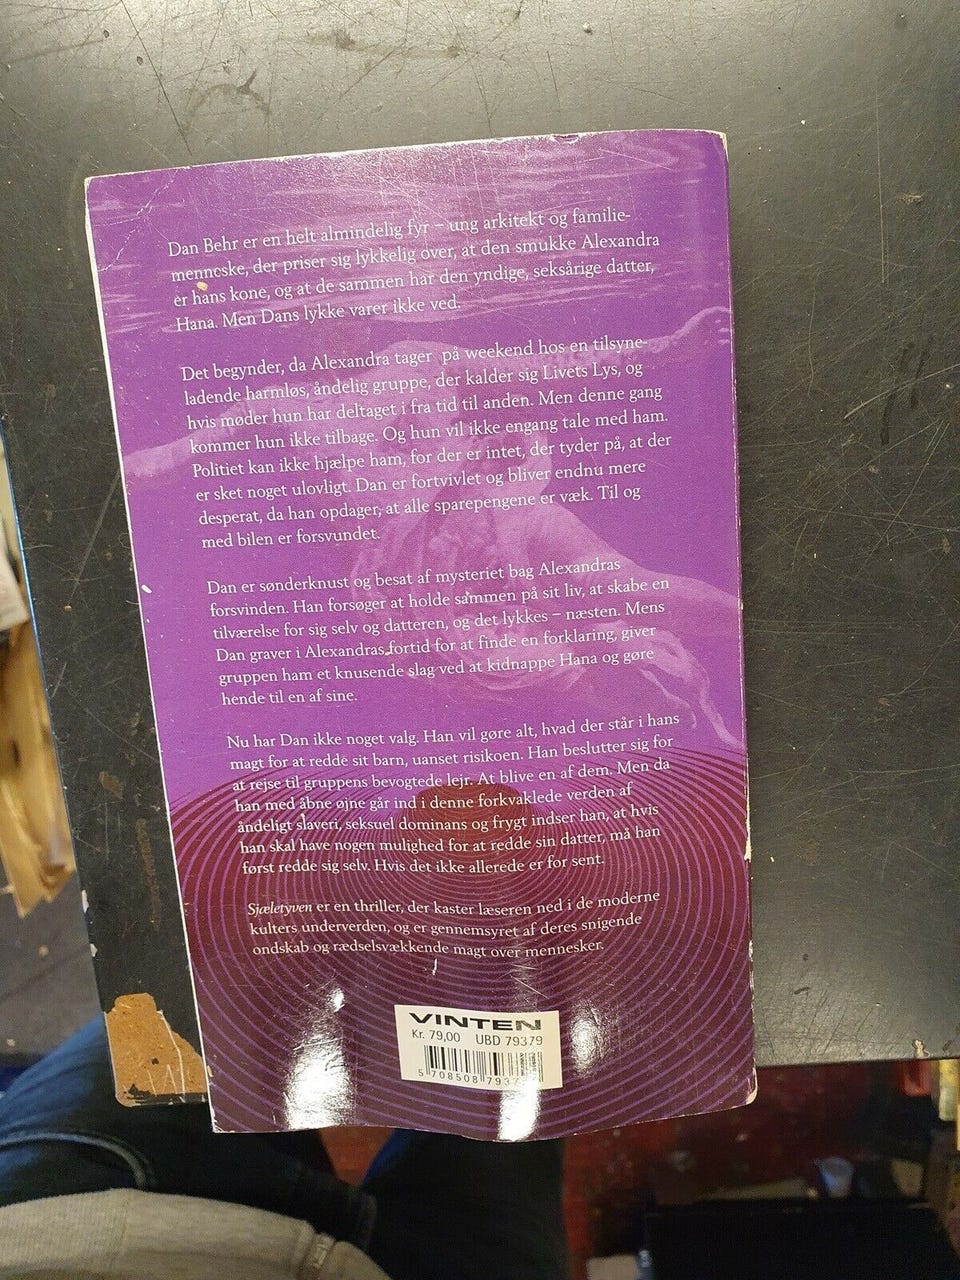 Dan Behr er en helt almindelig fyr – ung arkitekt og familie-
menneske, der priser sig lykkelig over, at den smukke Alexandra
er hans kone, og at de sammen har den yndige, seksårige datter,
Hana. Men Dans lykke varer ikke ved.
Det begynder, da Alexandra tager på weekend hos en tilsyne-
ladende harmløs, åndelig gruppe, der kalder sig Livets Lys, og
hvis møder hun har deltaget i fra tid til anden. Men denne gang
kommer hun ikke tilbage. Og hun vil ikke engang tale med ham.
Politiet kan ikke hjælpe ham, for der er intet, der tyder på, at der
er sket noget ulovligt. Dan er fortvivlet og bliver endnu mere
desperat, da han opdager, at alle sparepengene er væk. Til og
med bilen er forsvundet.
Dan er sønderknust og besat af mysteriet bag Alexandras
forsvinden. Han forsøger at holde sammen på sit liv, at skabe en
tilværelse for sig selv og datteren, og det lykkes – næsten. Mens
Dan graver i Alexandras fortid for at finde en forklaring, giver
gruppen ham et knusende slag ved at kidnappe Hana og gøre
hende til en af sine.
Nu har Dan ikke noget valg. Han vil gøre alt, hvad der står i hans
magt for at redde sit barn, uanset risikoen. Han beslutter sig for
at rejse til gruppens bevogtede lejr. At blive en af dem. Men da
han med åbne øjne går ind i denne forkvaklede verden af
åndeligt slaveri, seksuel dominans og frygt indser han, at hvis
han skal have nogen mulighed for at redde sin datter, må han
først redde sig selv. Hvis det ikke allerede er for sent.
Sjæletyven er en thriller, der kaster læseren ned i de moderne
kulters underverden, og er gennemsyret af deres snigende
ondskab og rædselsvækkende magt over mennesker.
VINTEN
Kr. 79,00 UBD 79379
5 708508